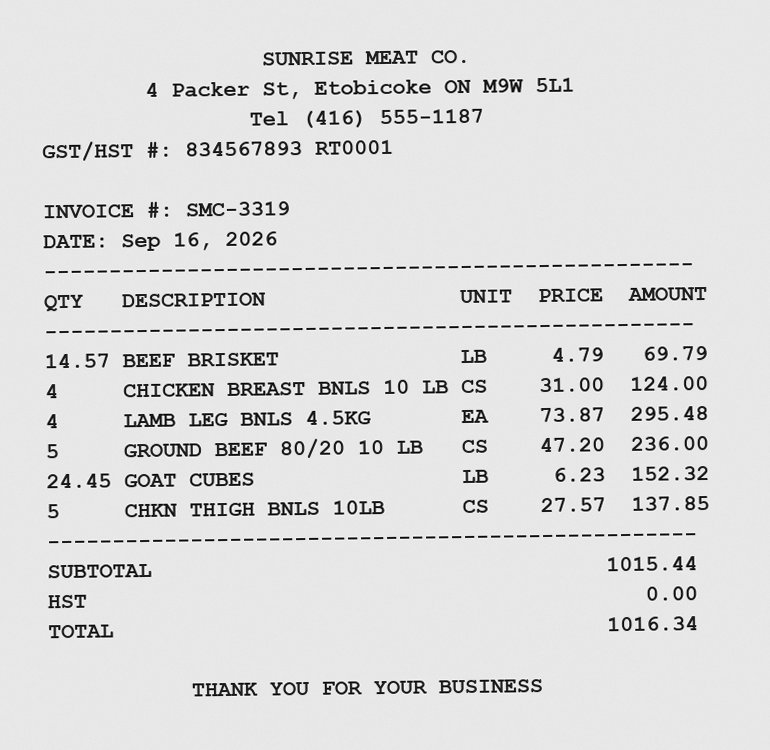 SUNRISE MEAT CO.
4 Packer St, Etobicoke ON M9W 5L1
Tel (416) 555-1187
GST/HST #: 834567893 RT0001
INVOICE #: SMC-3319
DATE: Sep 16, 2026
--------------------------------------------------
QTY DESCRIPTION UNIT PRICE AMOUNT
--------------------------------------------------
14.57 BEEF BRISKET LB 4.79 69.79
4 CHICKEN BREAST BNLS 10 LB CS 31.00 124.00
4 LAMB LEG BNLS 4.5KG EA 73.87 295.48
5 GROUND BEEF 80/20 10 LB CS 47.20 236.00
24.45 GOAT CUBES LB 6.23 152.32
5 CHKN THIGH BNLS 10LB CS 27.57 137.85
--------------------------------------------------
SUBTOTAL 1015.44
HST 0.00
TOTAL 1016.34
THANK YOU FOR YOUR BUSINESS